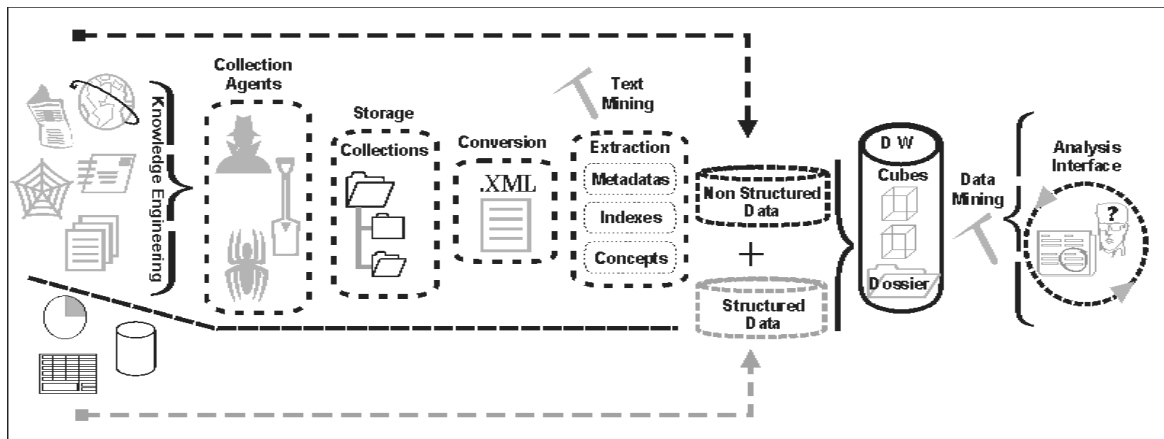 Knowledge Engineering
Collection
Agents
Storage
Collections
Conversion
.XML
Text
Mining
Extraction
Metadatas
Indexes
Concepts
Non Structured
Data
+
Structured
Data
D W
Cubes
Dossier
Data
Mining
Analysis
Interface
?